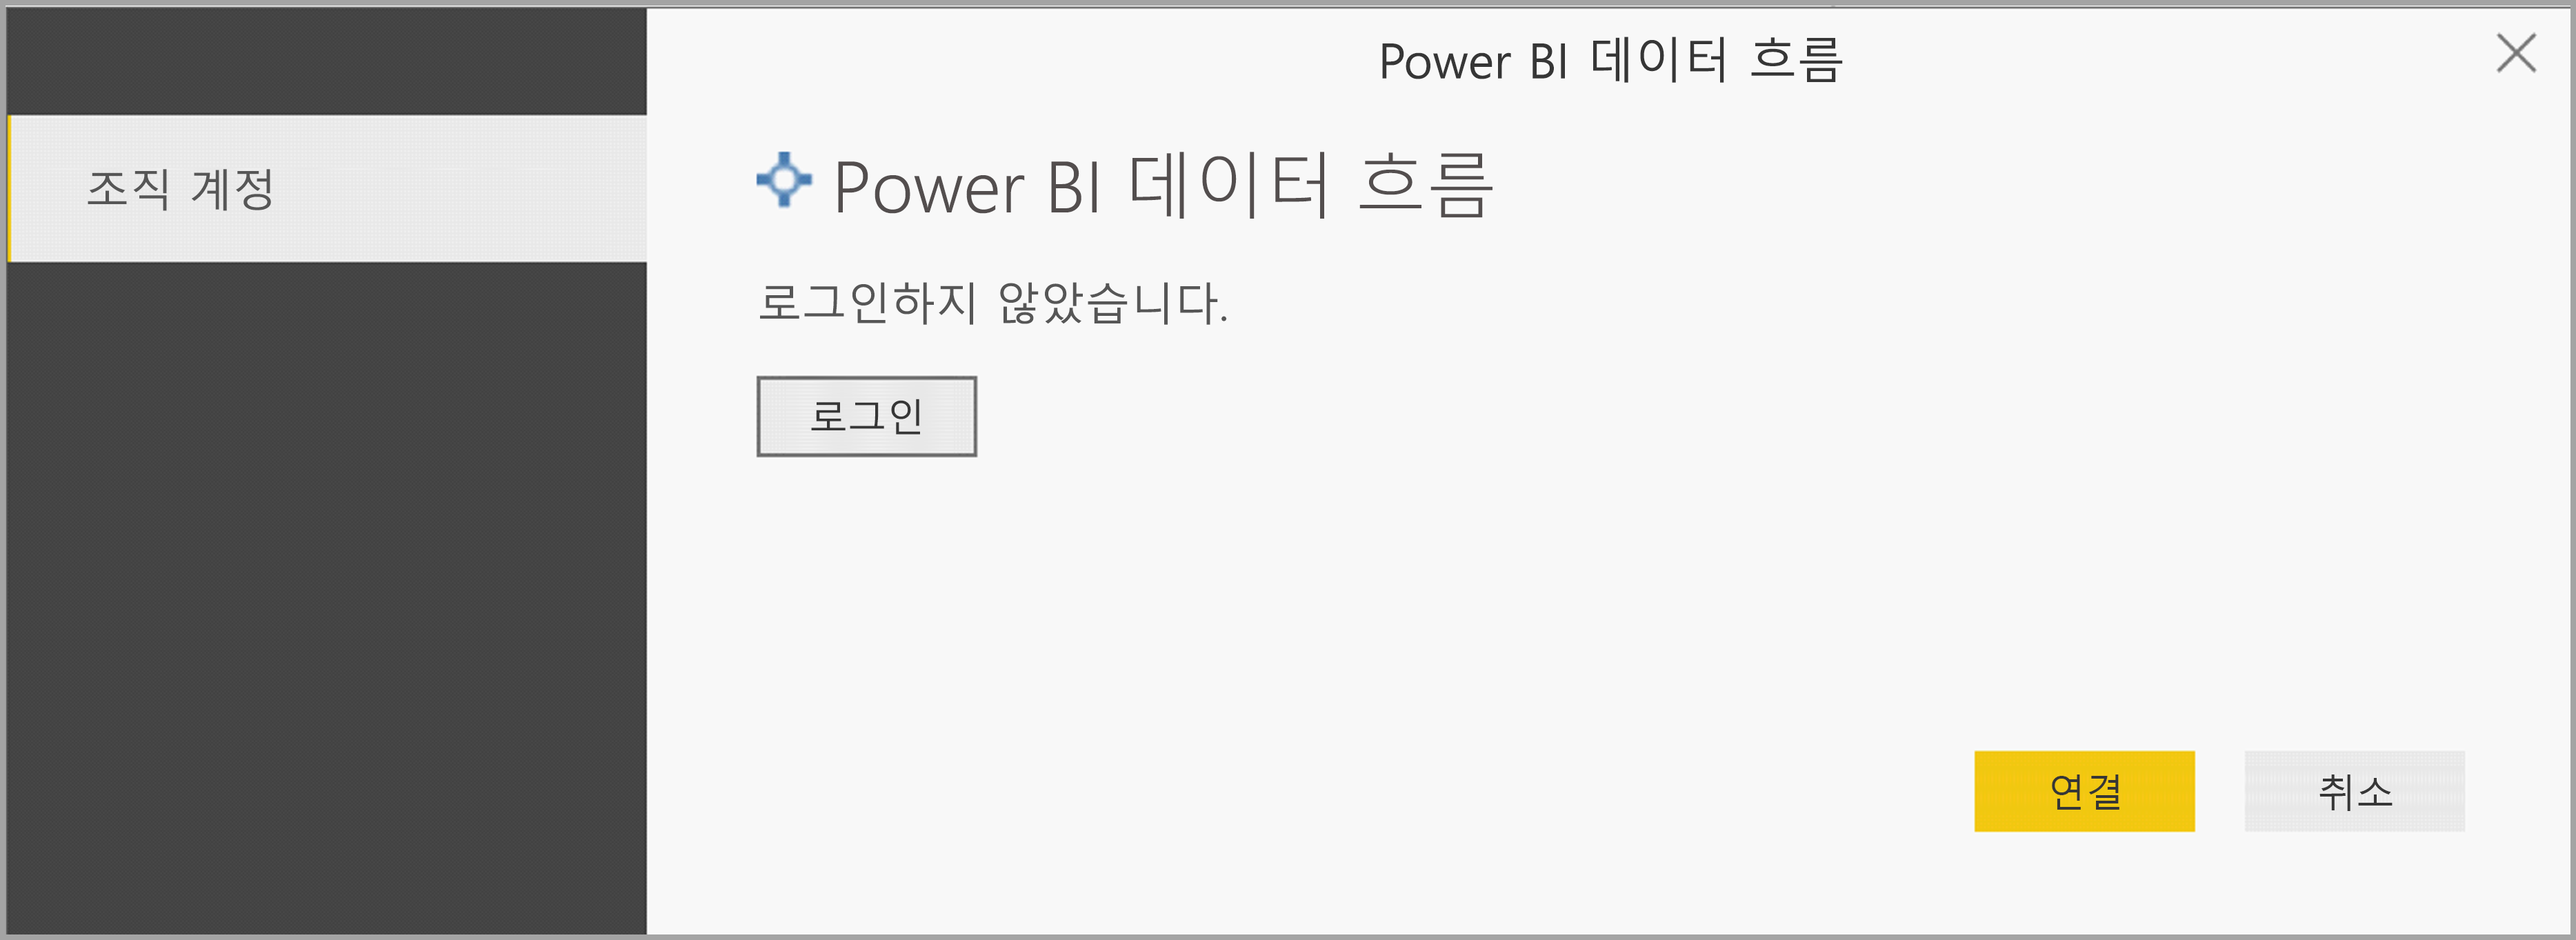 Power BI 데이터 흐름
조직 계정
Power BI 데이터 흐름
로그인하지 않았습니다.
로그인
연결
취소